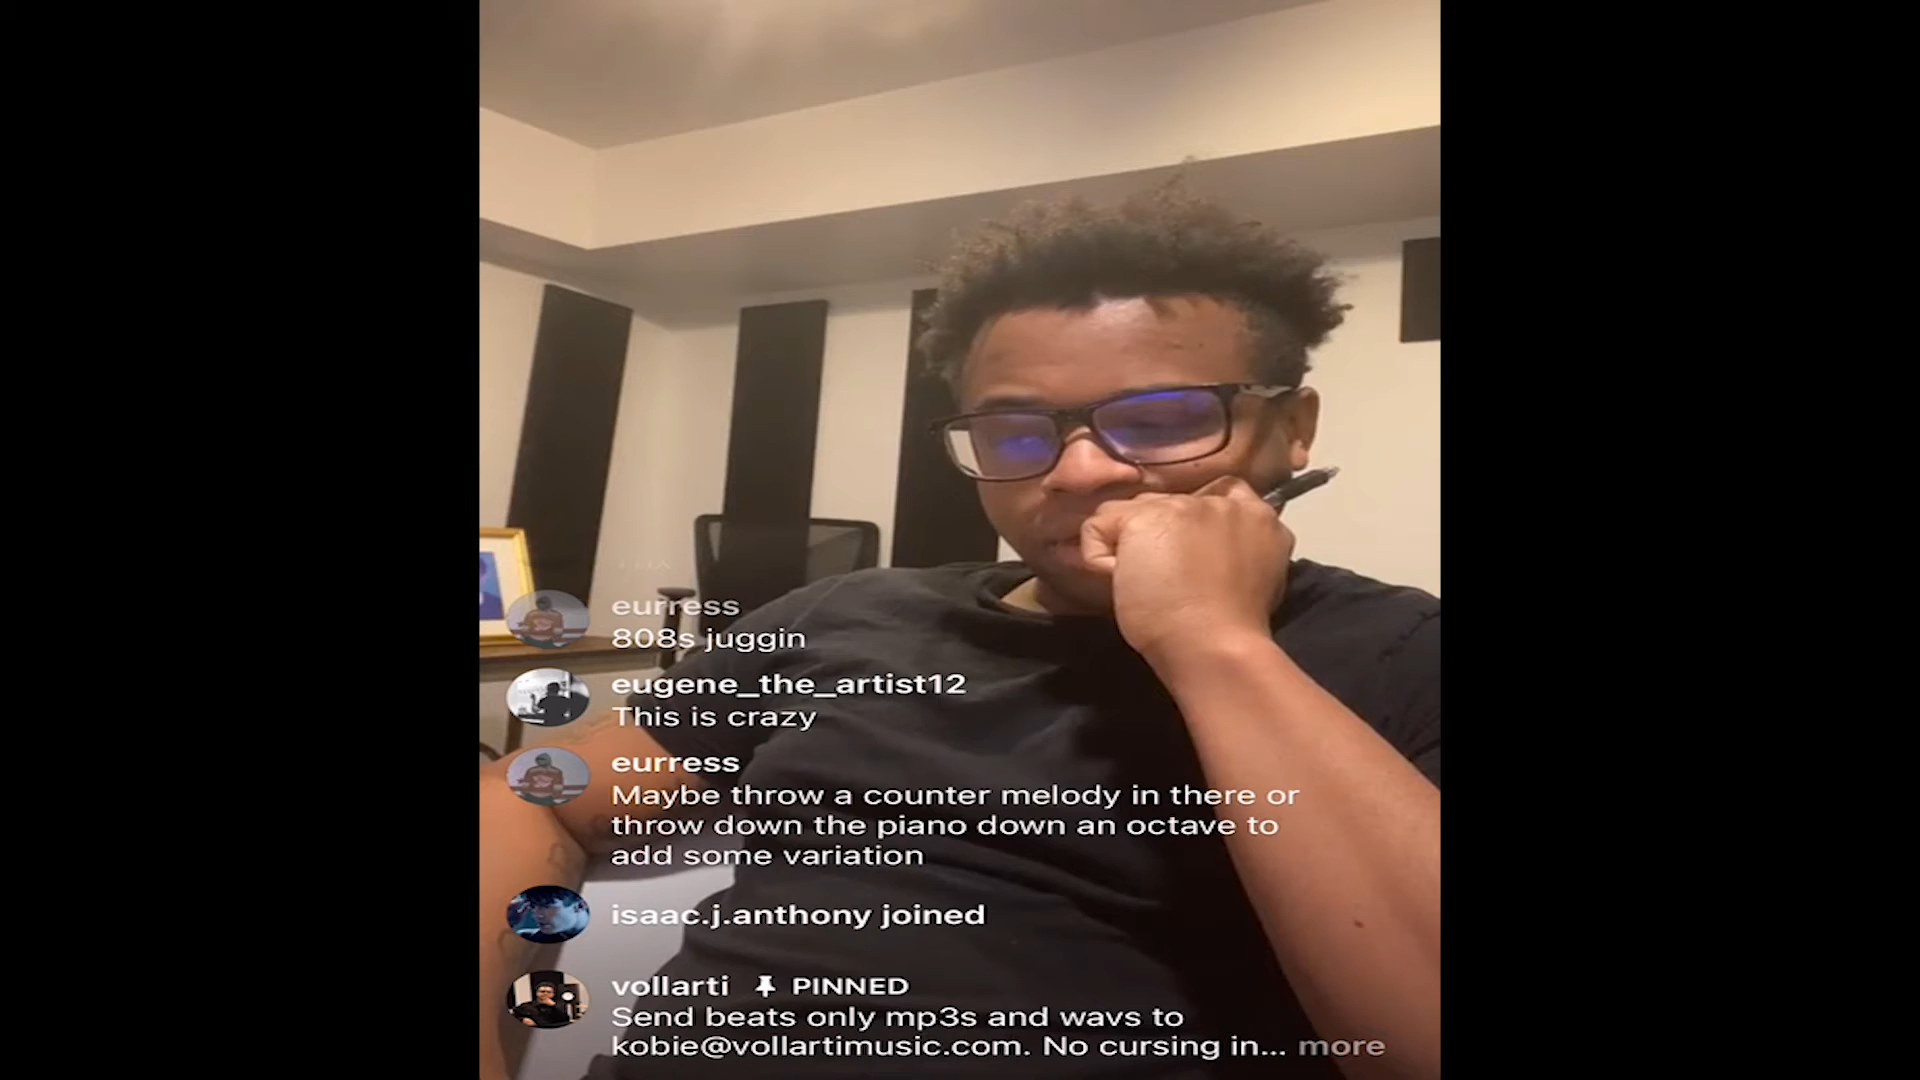 eurress
808s juggin
eugene_the_artist12
This is crazy
eurress
Maybe throw a counter melody in there or
throw down the piano down an octave to
add some variation
isaac.j.anthony joined
vollarti PINNED
Send beats only mp3s and wavs to
kobie@vollartimusic.com. No cursing in... more